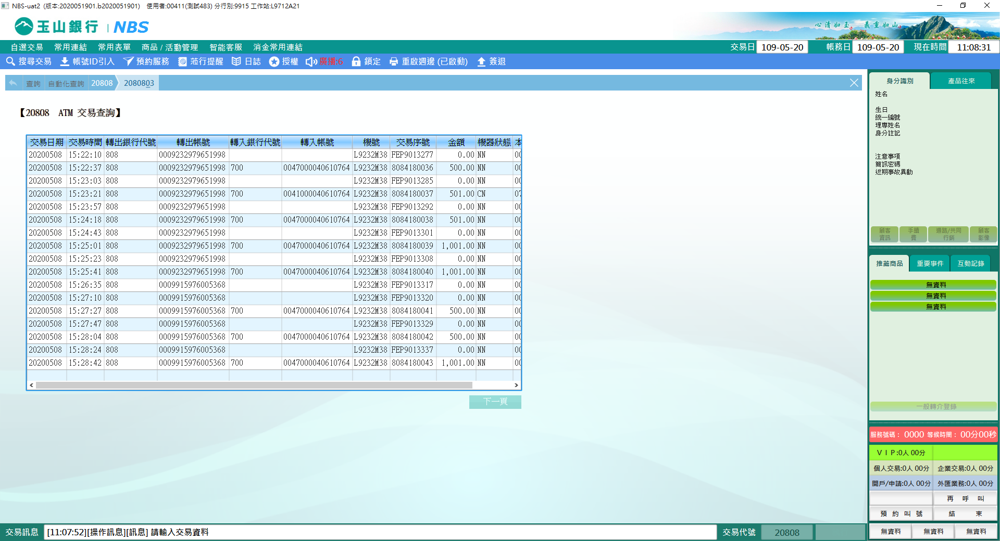 NBS-uat2 (版本:2020051901.b2020051901) 使用者:00411(測試483) 分行別:9915 工作站:L9712A21
玉山銀行 | NBS
心清如玉。義重如山。
自選交易 常用連結 常用表單 商品 / 活動管理 智能客服 消金常用連結 交易日 109-05-20 帳務日 109-05-20 現在時間 11:08:31
搜尋交易 帳號ID引入 預約服務 蒞行提醒 日誌 授權 廣播:6 鎖定 重啟週邊 (已啟動) 簽退
查詢 自動化查詢 20808 2080803
【20808 ATM 交易查詢】
交易日期 交易時間 轉出銀行代號 轉出帳號 轉入銀行代號 轉入帳號 機號 交易序號 金額 機器狀態 本
20200508 15:22:10 808 0009232979651998 L9232M38 FEP9013277 0.00 NN 00
20200508 15:22:37 808 0009232979651998 700 0047000040610764 L9232M38 8084180036 500.00 NN 00
20200508 15:23:03 808 0009232979651998 L9232M38 FEP9013285 0.00 NN 00
20200508 15:23:21 808 0009232979651998 700 0041000040610764 L9232M38 8084180037 501.00 CN 07
20200508 15:23:57 808 0009232979651998 L9232M38 FEP9013292 0.00 NN 00
20200508 15:24:18 808 0009232979651998 700 0047000040610764 L9232M38 8084180038 501.00 NN 00
20200508 15:24:43 808 0009232979651998 L9232M38 FEP9013301 0.00 NN 00
20200508 15:25:01 808 0009232979651998 700 0047000040610764 L9232M38 8084180039 1,001.00 NN 00
20200508 15:25:23 808 0009232979651998 L9232M38 FEP9013308 0.00 NN 00
20200508 15:25:41 808 0009232979651998 700 0047000040610764 L9232M38 8084180040 1,001.00 NN 00
20200508 15:26:35 808 0009915976005368 L9232M38 FEP9013317 0.00 NN 00
20200508 15:27:10 808 0009915976005368 L9232M38 FEP9013320 0.00 NN 00
20200508 15:27:27 808 0009915976005368 700 0047000040610764 L9232M38 8084180041 500.00 NN 00
20200508 15:27:47 808 0009915976005368 L9232M38 FEP9013329 0.00 NN 00
20200508 15:28:04 808 0009915976005368 700 0047000040610764 L9232M38 8084180042 500.00 NN 00
20200508 15:28:24 808 0009915976005368 L9232M38 FEP9013337 0.00 NN 00
20200508 15:28:42 808 0009915976005368 700 0047000040610764 L9232M38 8084180043 1,001.00 NN 00
下一頁
身分識別 產品往來
姓名
生日
統一編號
理專姓名
身分註記
注意事項
簡訊密碼
近期事故異動
顧客資訊 手續費 通路/共同行銷 顧客影像
推薦商品 重要事件 互動記錄
無資料
無資料
無資料
一般轉介登錄
服務號碼: 0000 等候時間: 00分00秒
VIP:0人 00分
個人交易:0人 00分 企業交易:0人 00分
開戶/申請:0人 00分 外匯業務:0人 00分
再 呼 叫
預 約 叫 號 結 束
無資料 無資料 無資料
交易訊息 [11:07:52][操作訊息][訊息] 請輸入交易資料 交易代號 20808